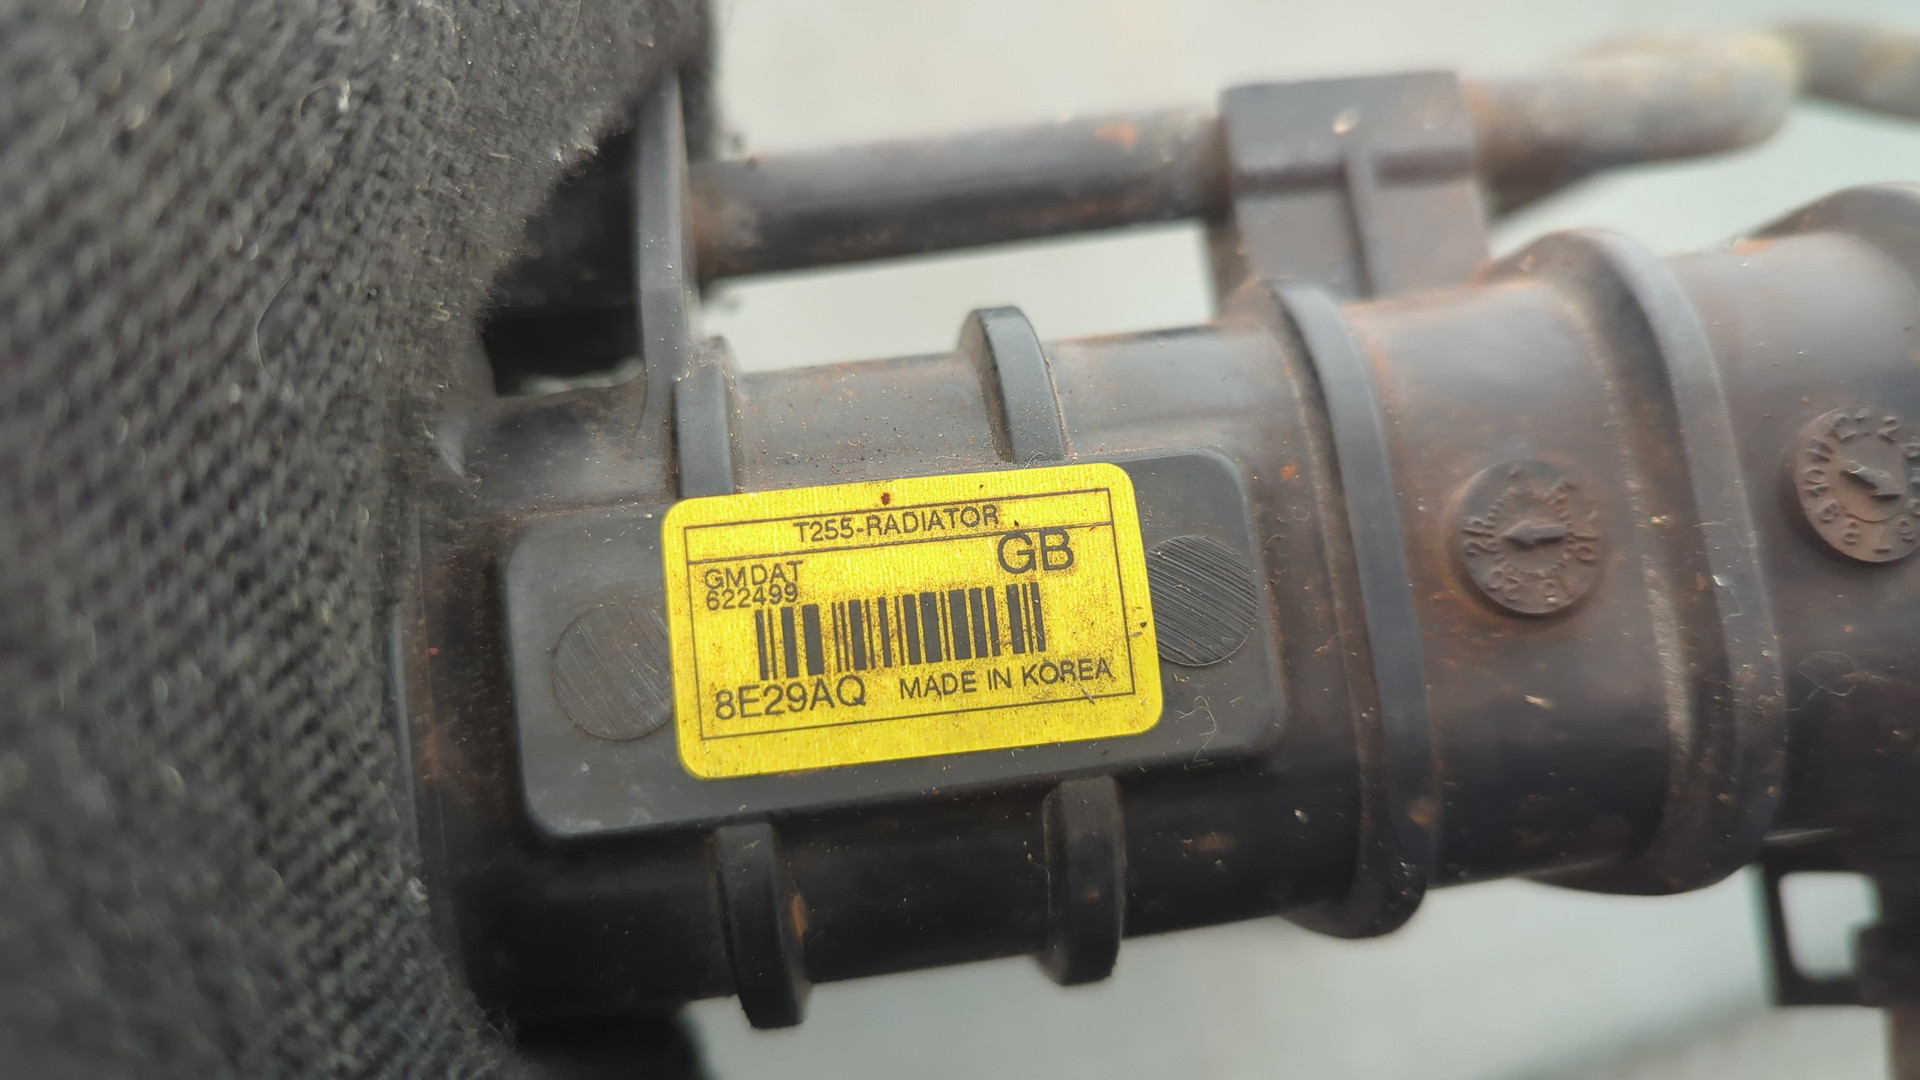 T255-RADIATOR
GB
GMDAT
622499
8E29AQ MADE IN KOREA